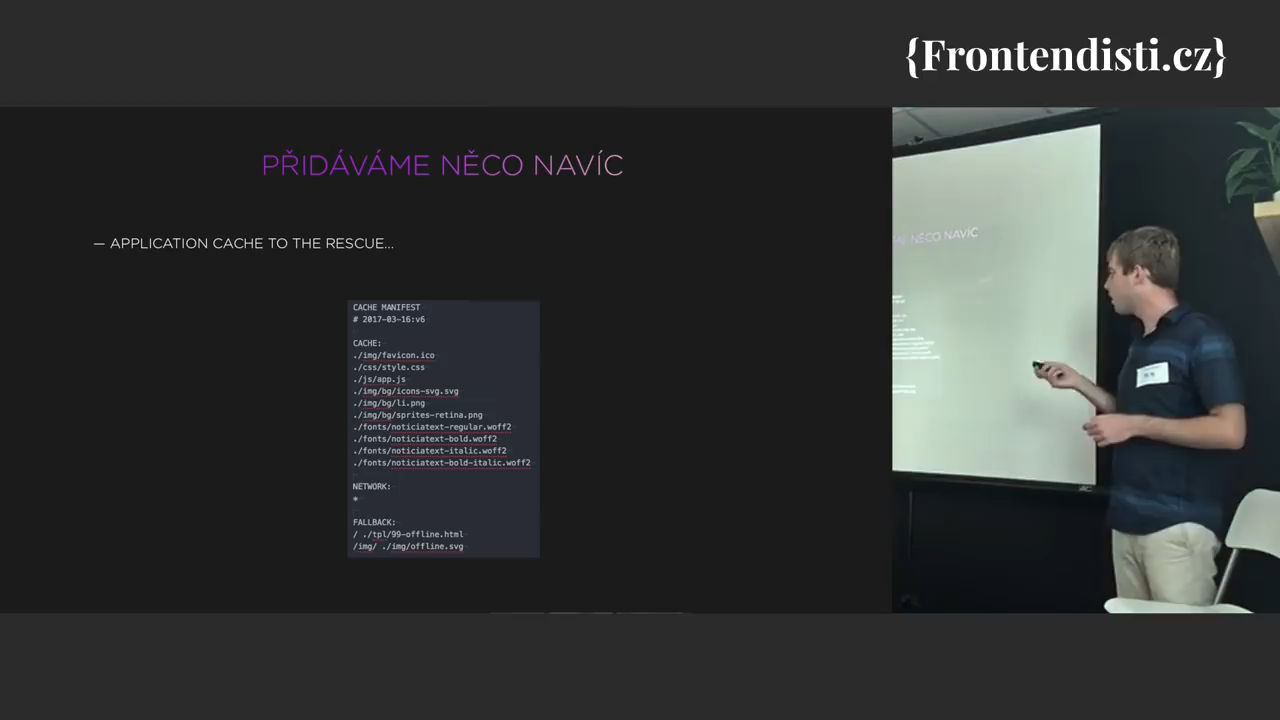 {Frontendisti.cz}
PŘIDÁVÁME NĚCO NAVÍC
— APPLICATION CACHE TO THE RESCUE...
CACHE MANIFEST
# 2017-03-16:v6
CACHE:
./img/favicon.ico
./css/style.css
./js/app.js
./img/bg/icons-svg.svg
./img/bg/li.png
./img/bg/sprites-retina.png
./fonts/noticiatext-regular.woff2
./fonts/noticiatext-bold.woff2
./fonts/noticiatext-italic.woff2
./fonts/noticiatext-bold-italic.woff2
NETWORK:
*
FALLBACK:
/ ./tpl/99-offline.html
/img/ ./img/offline.svg
NĚCO NAVÍC